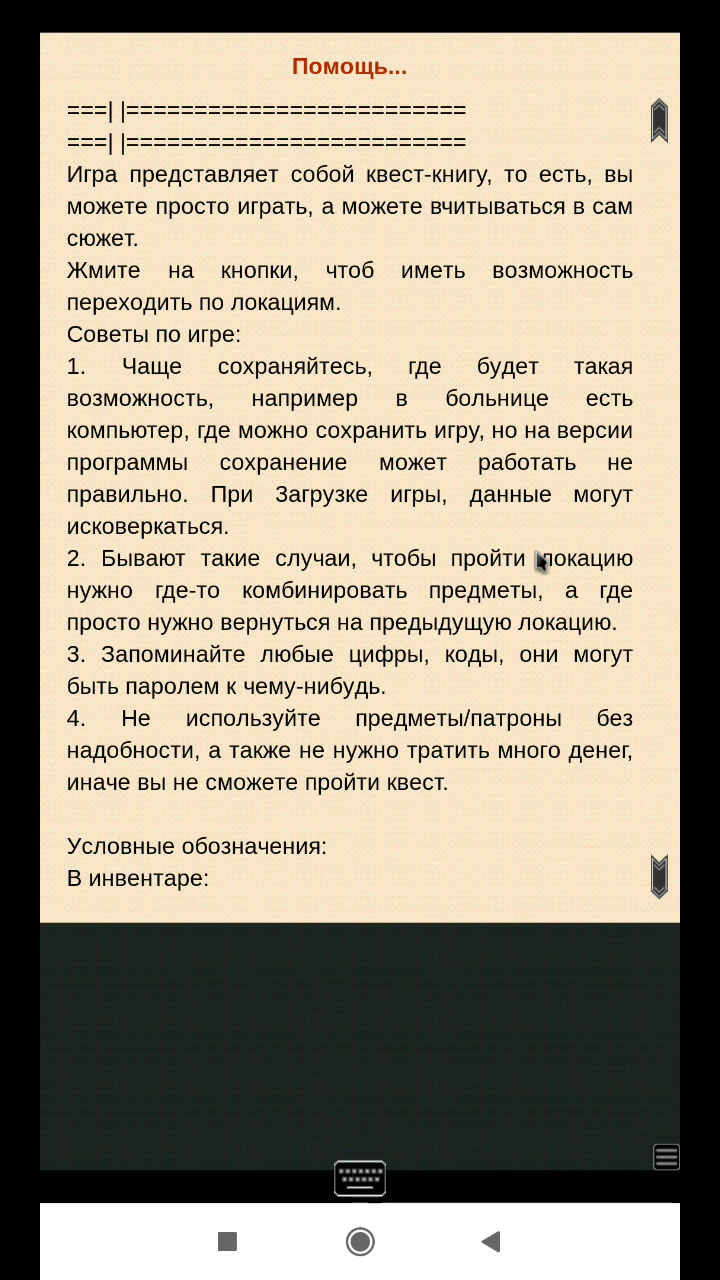 Помощь...
===| |=========================
===| |=========================
Игра представляет собой квест-книгу, то есть, вы
можете просто играть, а можете вчитываться в сам
сюжет.
Жмите на кнопки, чтоб иметь возможность
переходить по локациям.
Советы по игре:
1. Чаще сохраняйтесь, где будет такая
возможность, например в больнице есть
компьютер, где можно сохранить игру, но на версии
программы сохранение может работать не
правильно. При Загрузке игры, данные могут
исковеркаться.
2. Бывают такие случаи, чтобы пройти локацию
нужно где-то комбинировать предметы, а где
просто нужно вернуться на предыдущую локацию.
3. Запоминайте любые цифры, коды, они могут
быть паролем к чему-нибудь.
4. Не используйте предметы/патроны без
надобности, а также не нужно тратить много денег,
иначе вы не сможете пройти квест.
Условные обозначения:
В инвентаре: